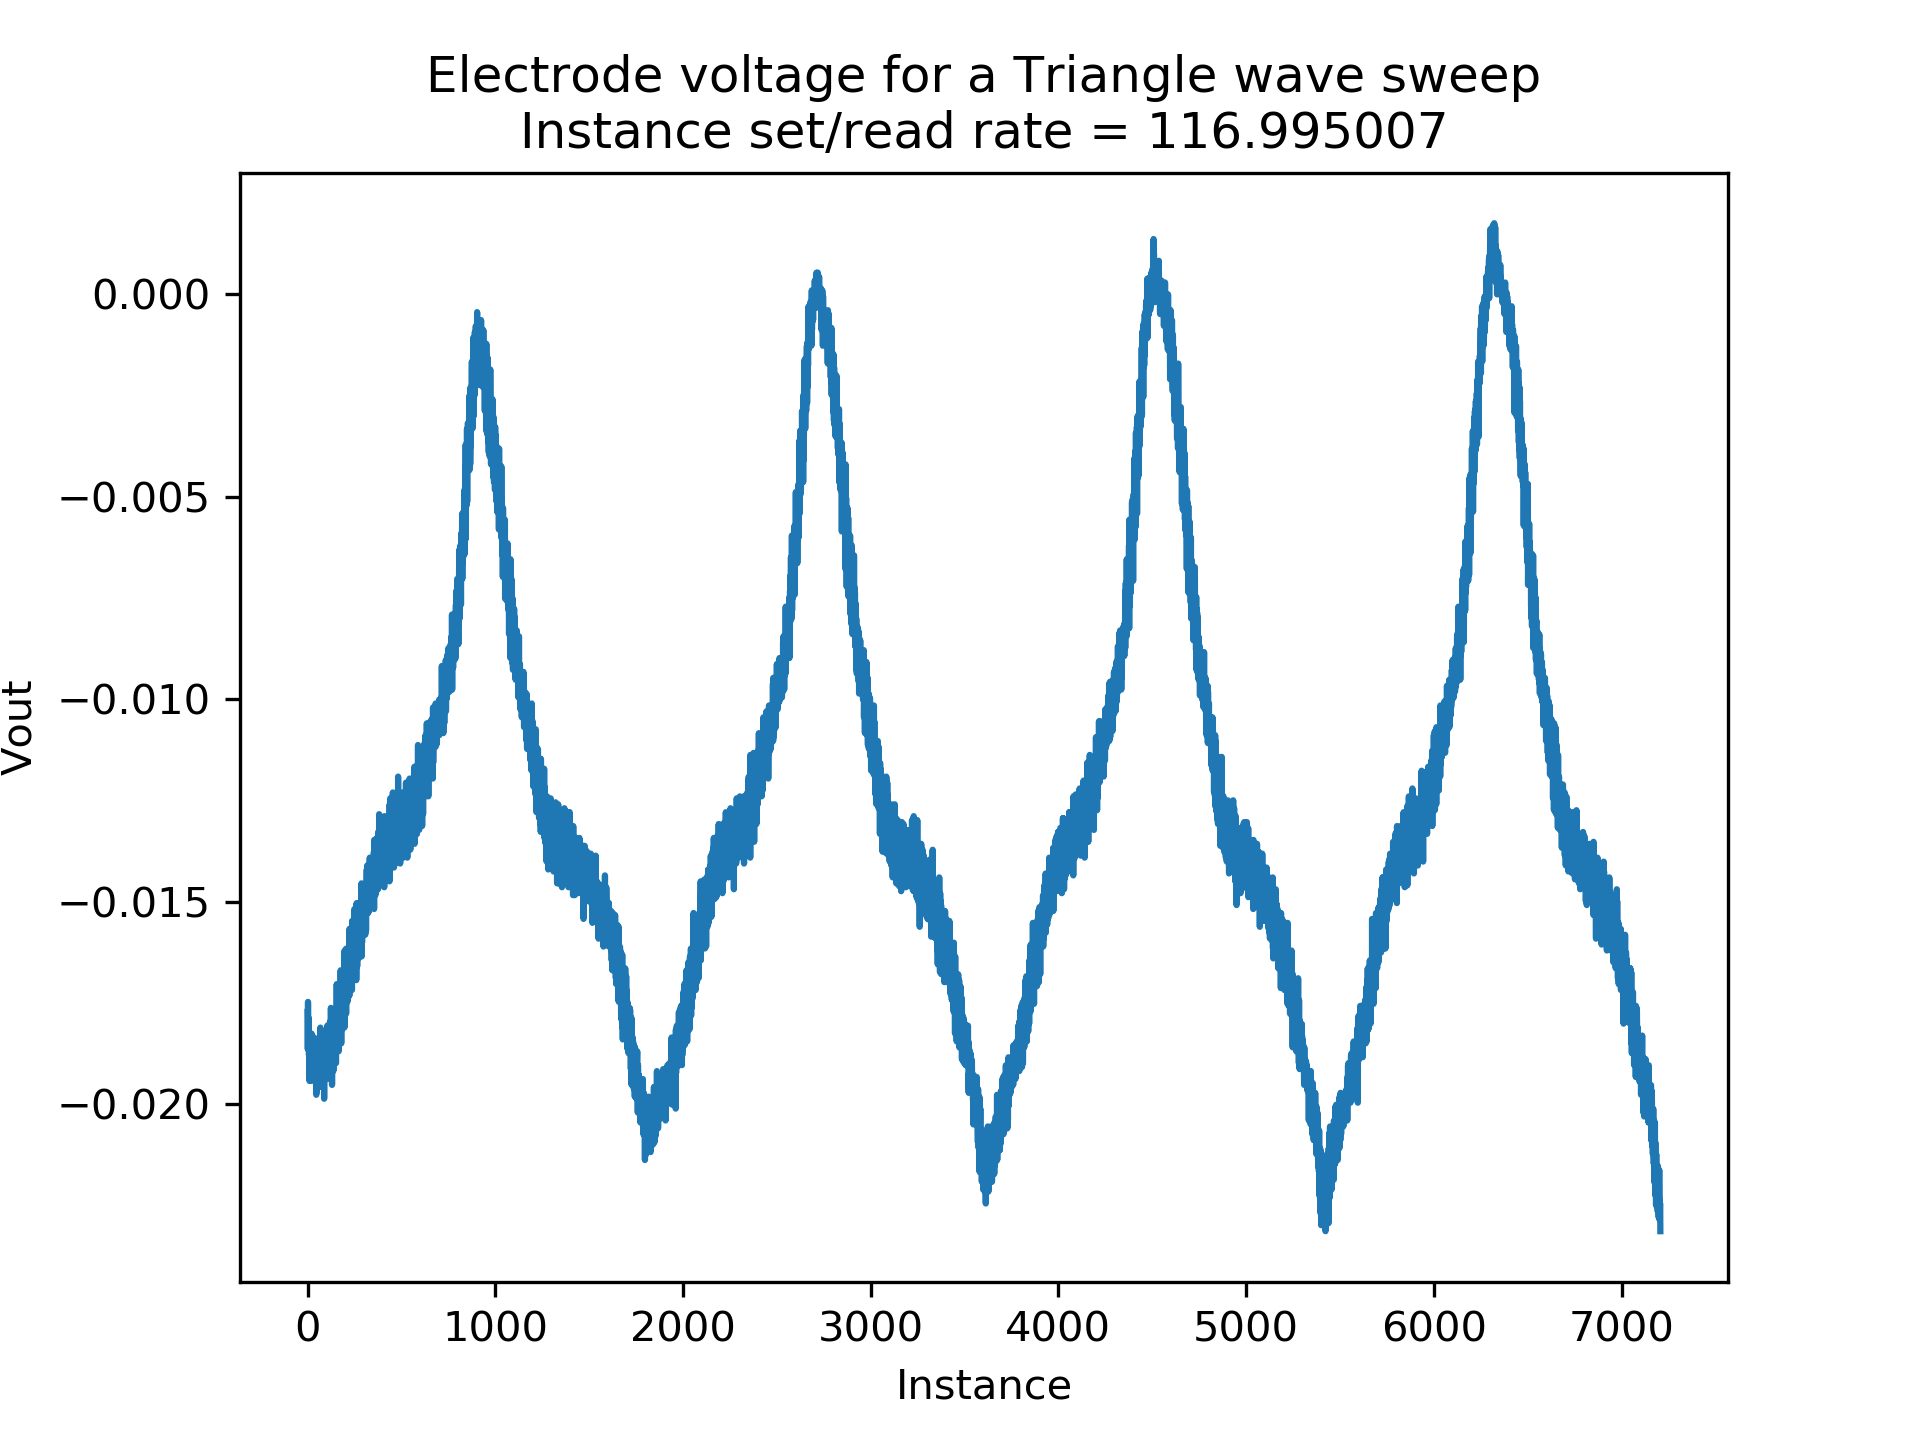 Electrode voltage for a Triangle wave sweep
Instance set/read rate = 116.995007
Vout
0.000
−0.005
−0.010
−0.015
−0.020
0 1000 2000 3000 4000 5000 6000 7000
Instance